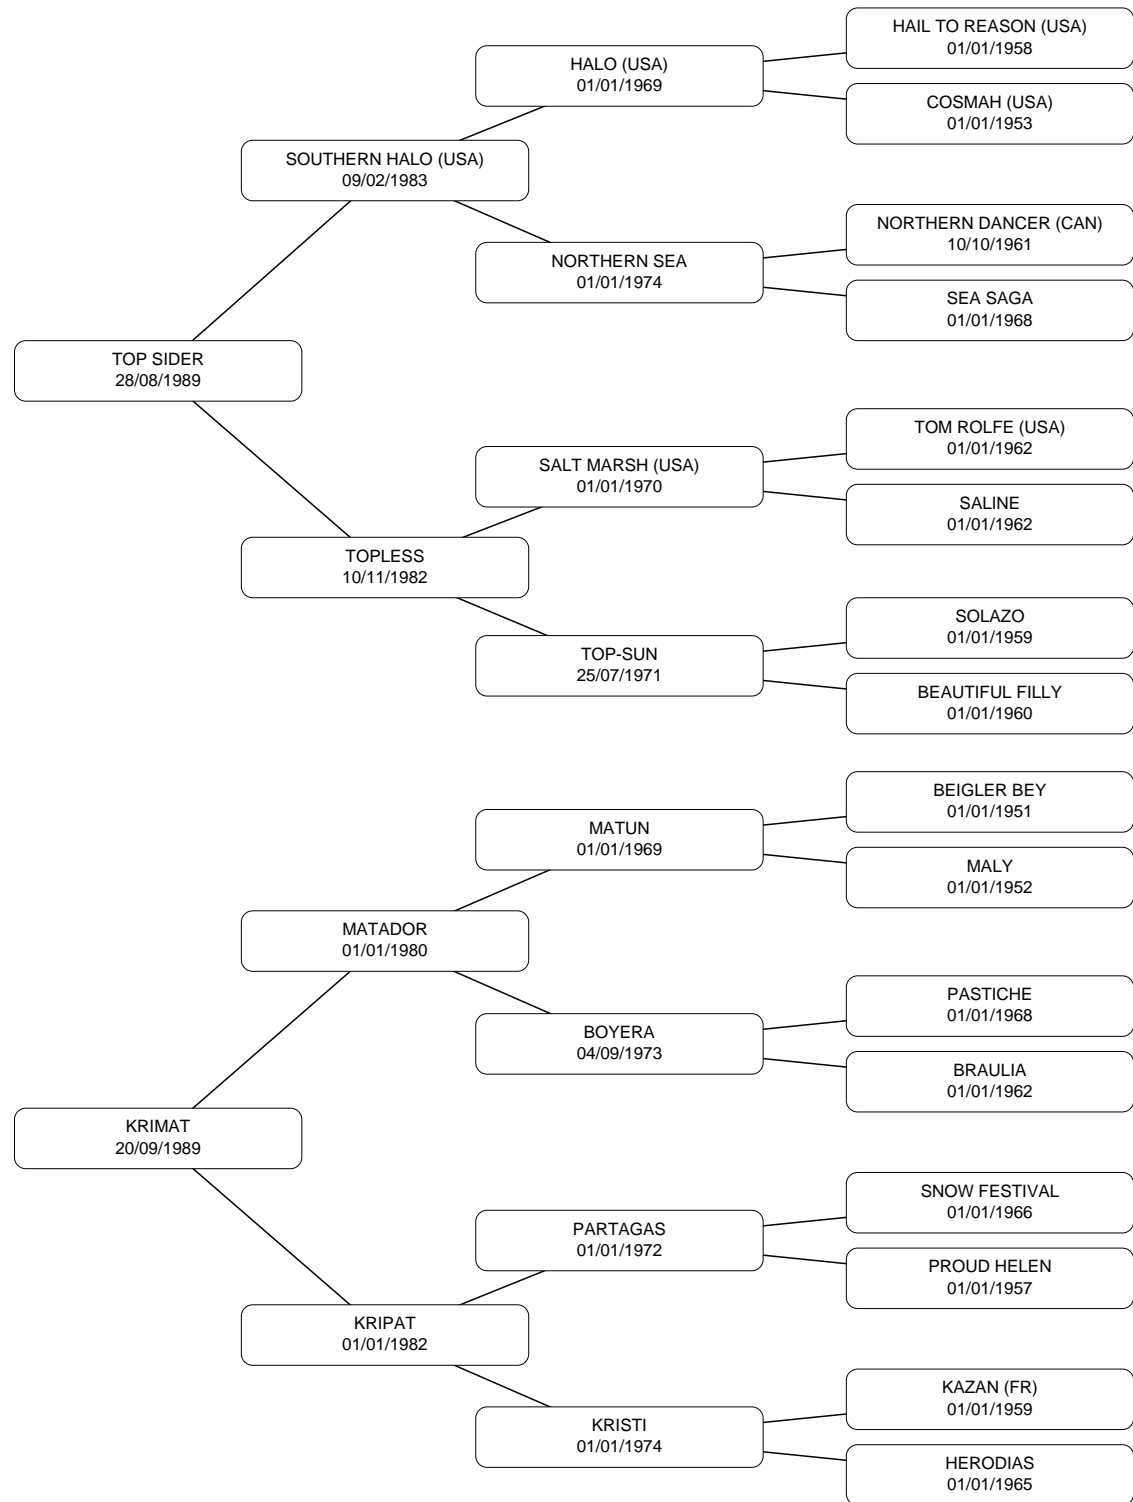 HAIL TO REASON (USA)
01/01/1958
HALO (USA)
01/01/1969
COSMAH (USA)
01/01/1953
SOUTHERN HALO (USA)
09/02/1983
NORTHERN DANCER (CAN)
10/10/1961
NORTHERN SEA
01/01/1974
SEA SAGA
01/01/1968
TOP SIDER
28/08/1989
TOM ROLFE (USA)
01/01/1962
SALT MARSH (USA)
01/01/1970
SALINE
01/01/1962
TOPLESS
10/11/1982
SOLAZO
01/01/1959
TOP-SUN
25/07/1971
BEAUTIFUL FILLY
01/01/1960
BEIGLER BEY
01/01/1951
MATUN
01/01/1969
MALY
01/01/1952
MATADOR
01/01/1980
PASTICHE
01/01/1968
BOYERA
04/09/1973
BRAULIA
01/01/1962
KRIMAT
20/09/1989
SNOW FESTIVAL
01/01/1966
PARTAGAS
01/01/1972
PROUD HELEN
01/01/1957
KRIPAT
01/01/1982
KAZAN (FR)
01/01/1959
KRISTI
01/01/1974
HERODIAS
01/01/1965